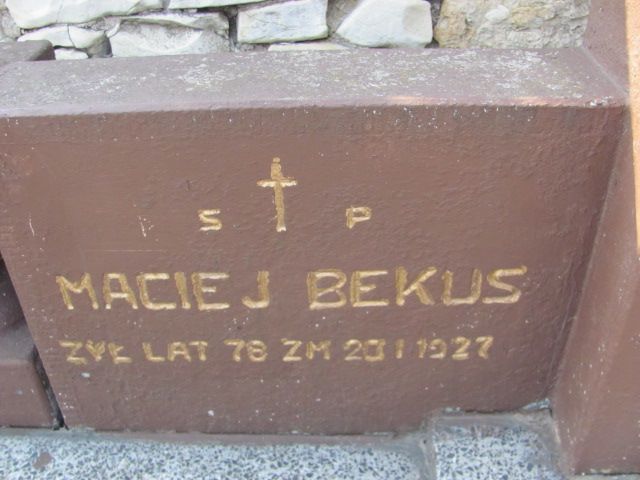 S P
MACIEJ BEKUS
ŻYŁ LAT 78 ZM 20 I 1927